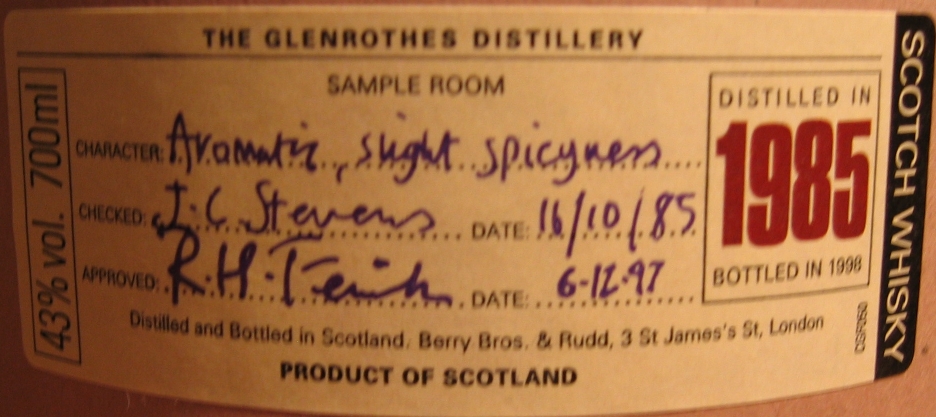 THE GLENROTHES DISTILLERY
SAMPLE ROOM
43% vol. 700ml
CHARACTER: Aromatic, slight spicyness
CHECKED: J. C. Stevens DATE: 16/10/85
APPROVED: R. H. DATE: 6-12-97
DISTILLED IN
1985
BOTTLED IN 1998
Distilled and Bottled in Scotland. Berry Bros. & Rudd, 3 St James's St, London
PRODUCT OF SCOTLAND
SCOTCH WHISKY